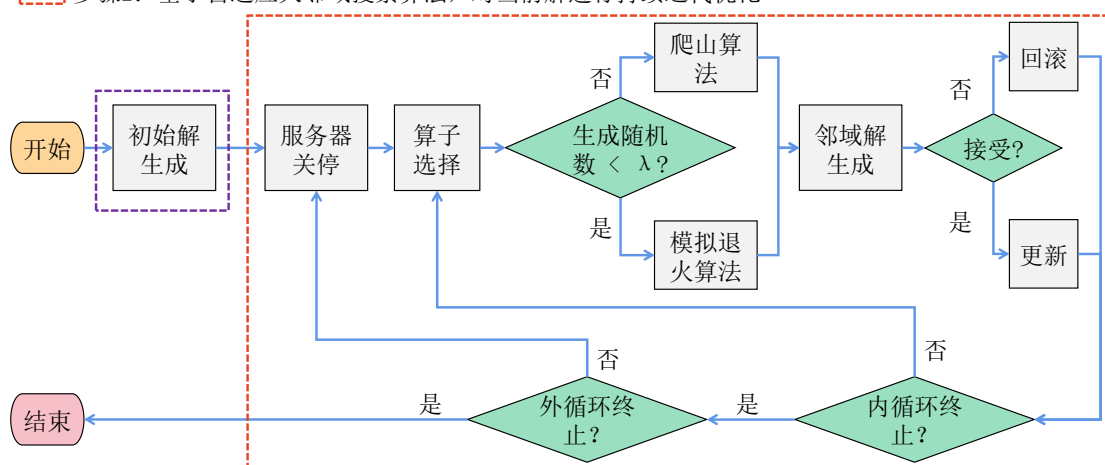 否
爬山算
法
回滚
否
开始
初始解
生成
服务器
关停
算子
选择
生成随机
数 < λ?
邻域解
生成
接受?
是
模拟退
火算法
是
更新
否
否
结束
是
外循环终
止?
是
内循环终
止?